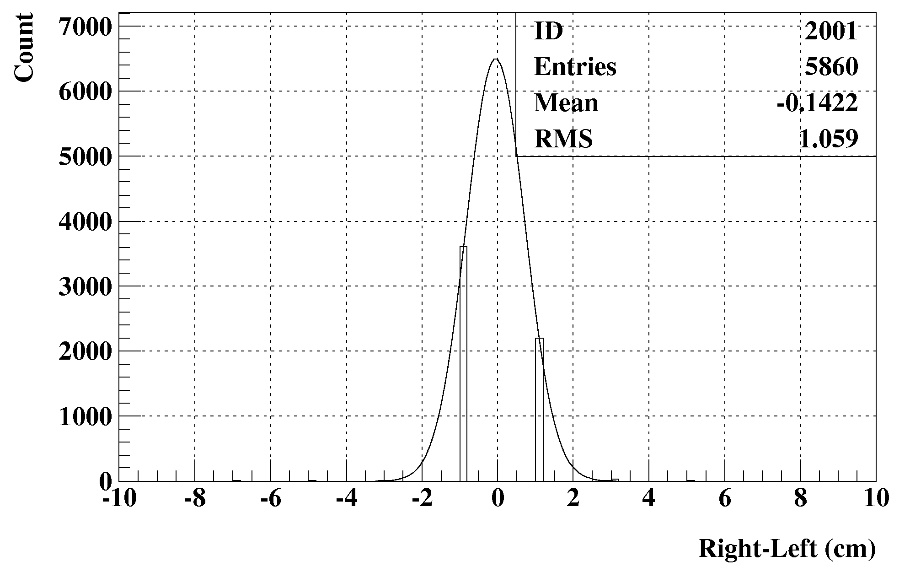 Count
7000
6000
5000
4000
3000
2000
1000
0
ID 2001
Entries 5860
Mean -0.1422
RMS 1.059
-10 -8 -6 -4 -2 0 2 4 6 8 10
Right-Left (cm)